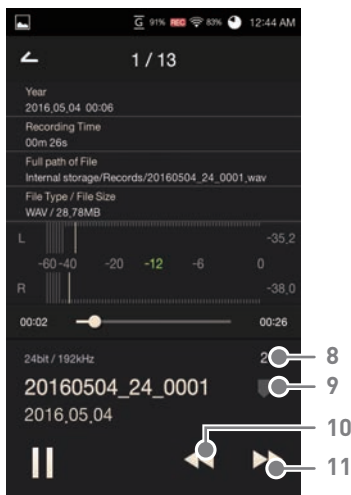 G 91% REC 83% 12:44 AM
1 / 13
Year
2016.05.04 00:06
Recording Time
00m 26s
Full path of File
Internal storage/Records/20160504_24_0001.wav
File Type / File Size
WAV / 28.78MB
L -35.2
-60 -40 -20 -12 -6 0
R -38.0
00:02 00:26
24bit / 192kHz 8
20160504_24_0001 9
2016.05.04
10
11